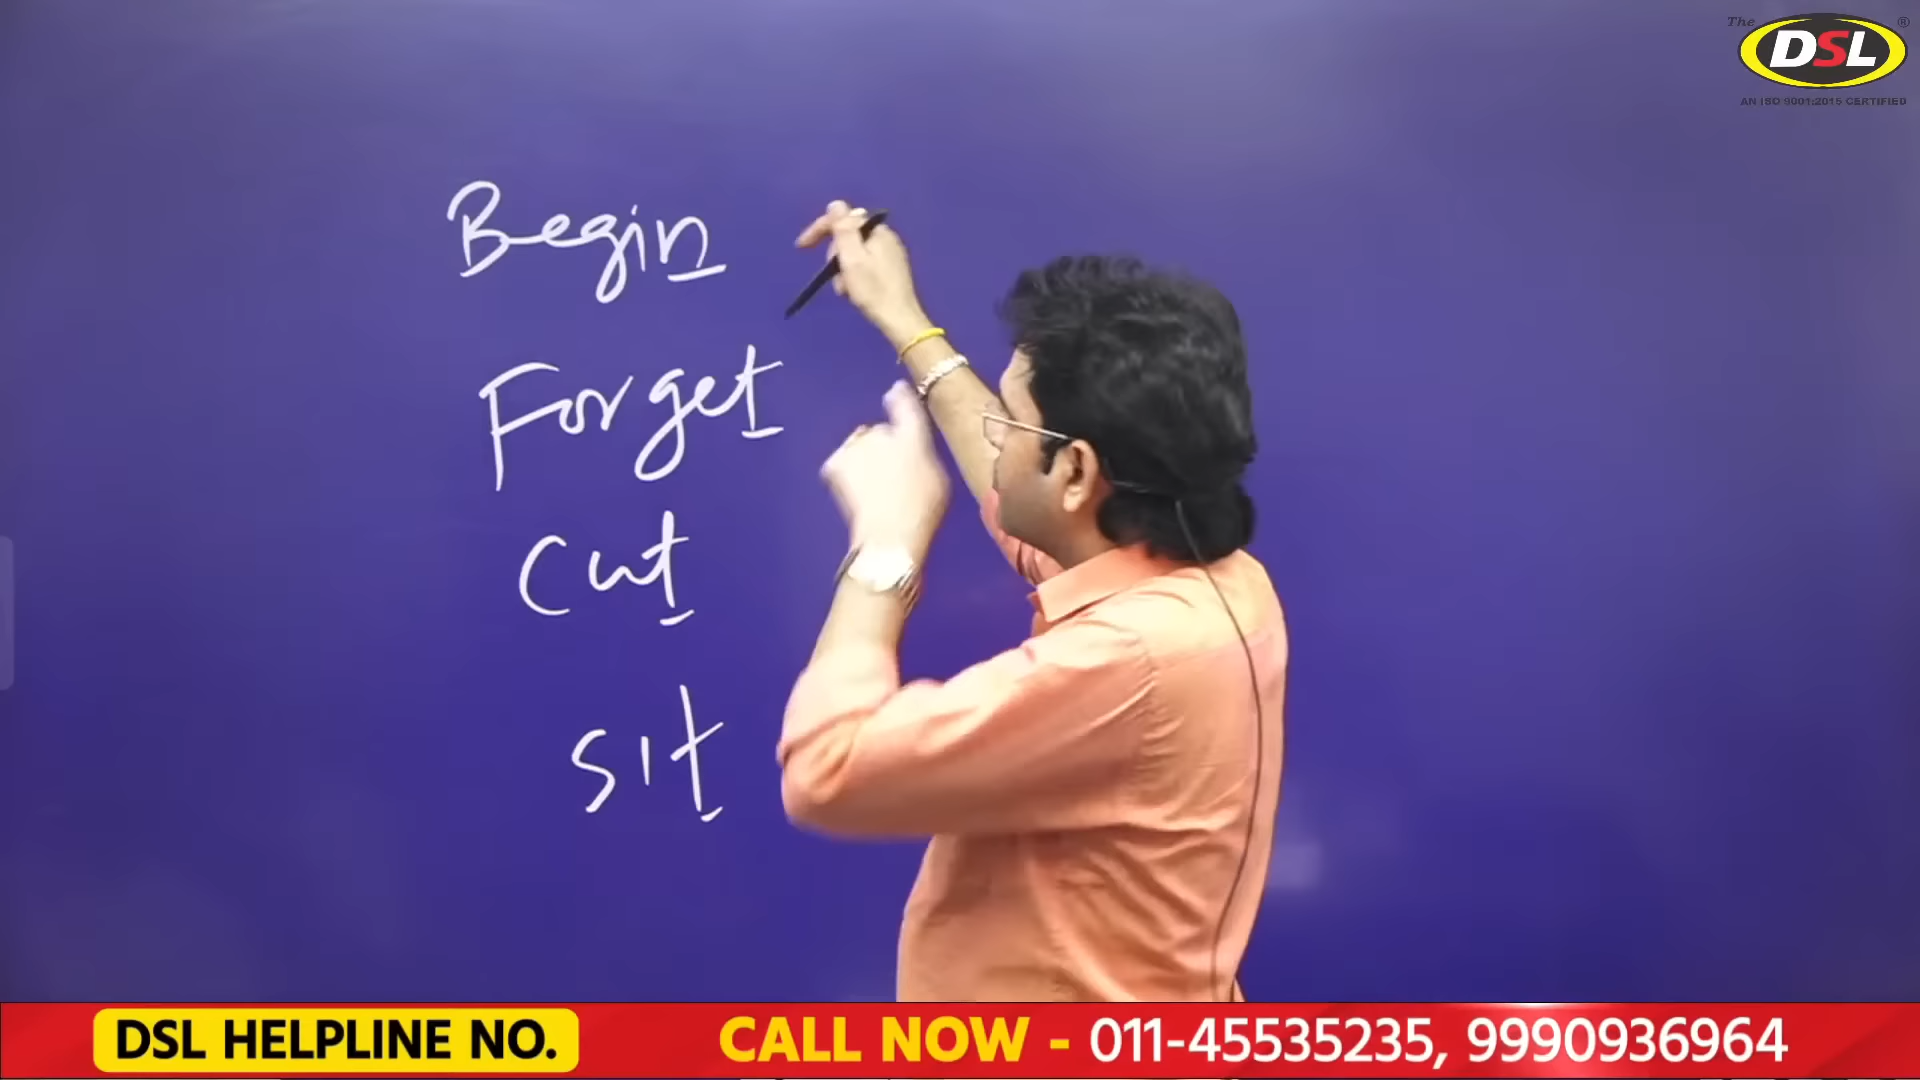 The
DSL
®
AN ISO 9001:2015 CERTIFIED
Begin
Forget
Cut
Sit
DSL HELPLINE NO.
CALL NOW - 011-45535235, 9990936964